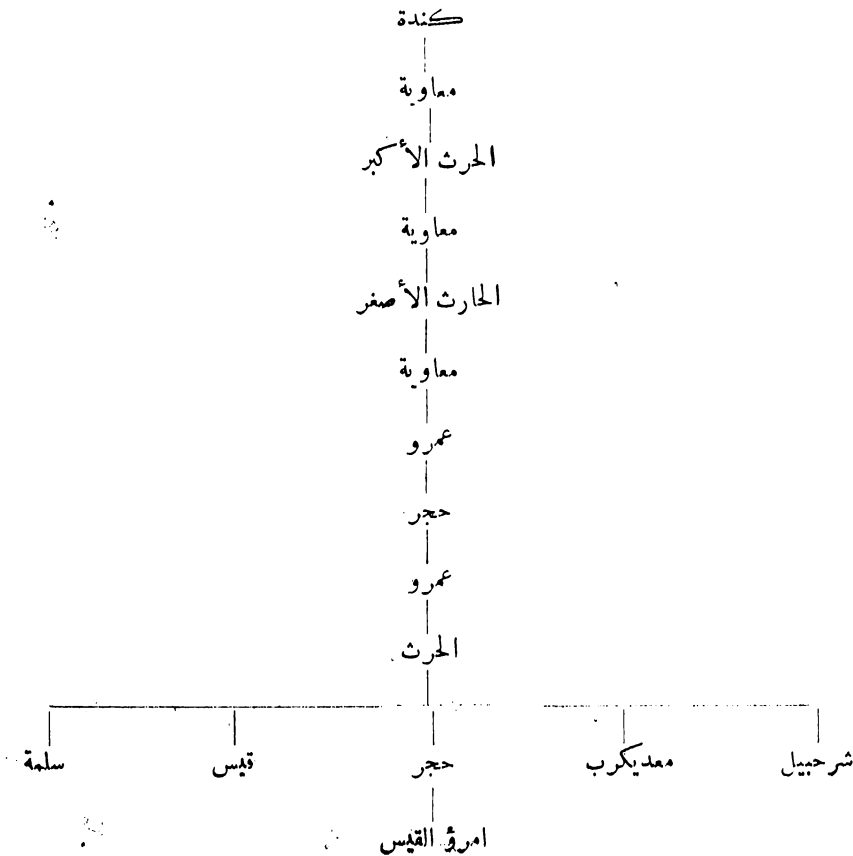 كندة
معاوية
الحرث الأكبر
معاوية
الحارث الأصغر
معاوية
عمرو
حجر
عمرو
الحرث
شرحبيل معديكرب حجر قيس سلمة
امرؤ القيس